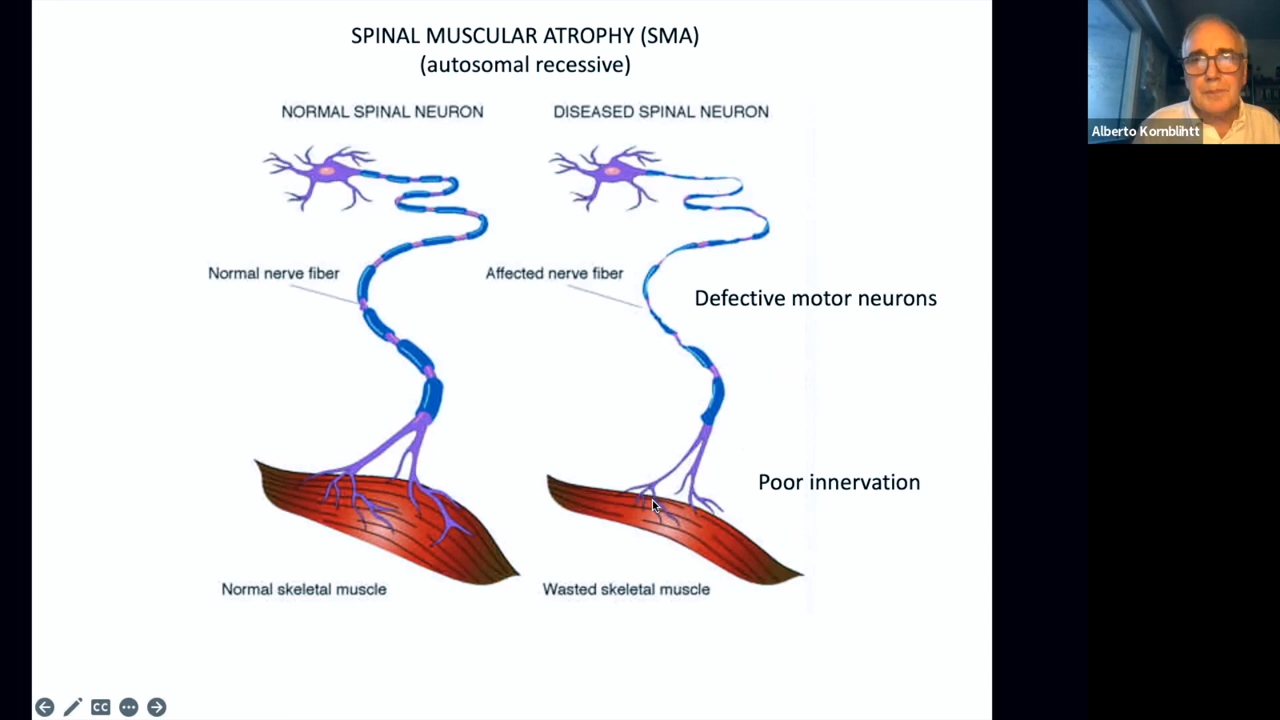 SPINAL MUSCULAR ATROPHY (SMA)
(autosomal recessive)
NORMAL SPINAL NEURON
DISEASED SPINAL NEURON
Normal nerve fiber
Affected nerve fiber
Defective motor neurons
Poor innervation
Normal skeletal muscle
Wasted skeletal muscle
Alberto Kornblihtt
CC